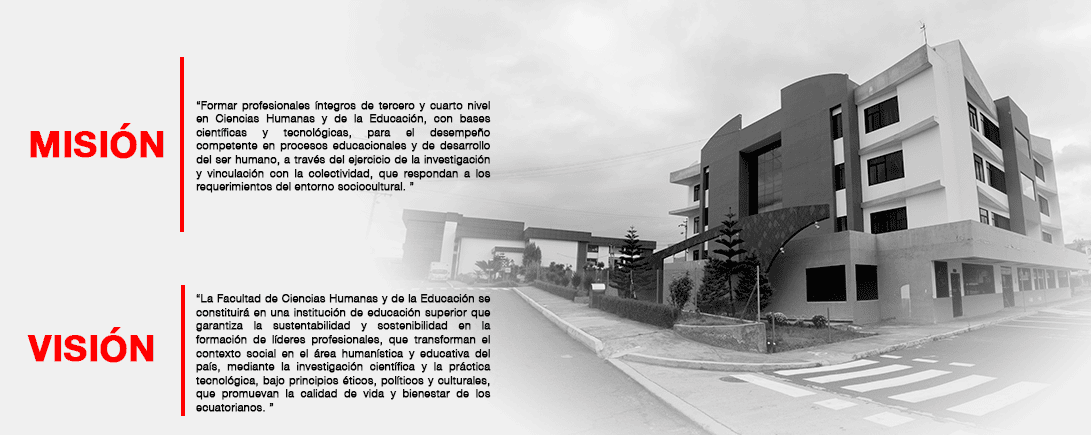 MISIÓN
“Formar profesionales íntegros de tercero y cuarto nivel
en Ciencias Humanas y de la Educación, con bases
científicas y tecnológicas, para el desempeño
competente en procesos educacionales y de desarrollo
del ser humano, a través del ejercicio de la investigación
y vinculación con la colectividad, que respondan a los
requerimientos del entorno sociocultural. ”
VISIÓN
“La Facultad de Ciencias Humanas y de la Educación se
constituirá en una institución de educación superior que
garantiza la sustentabilidad y sostenibilidad en la
formación de líderes profesionales, que transforman el
contexto social en el área humanística y educativa del
país, mediante la investigación científica y la práctica
tecnológica, bajo principios éticos, políticos y culturales,
que promuevan la calidad de vida y bienestar de los
ecuatorianos. ”